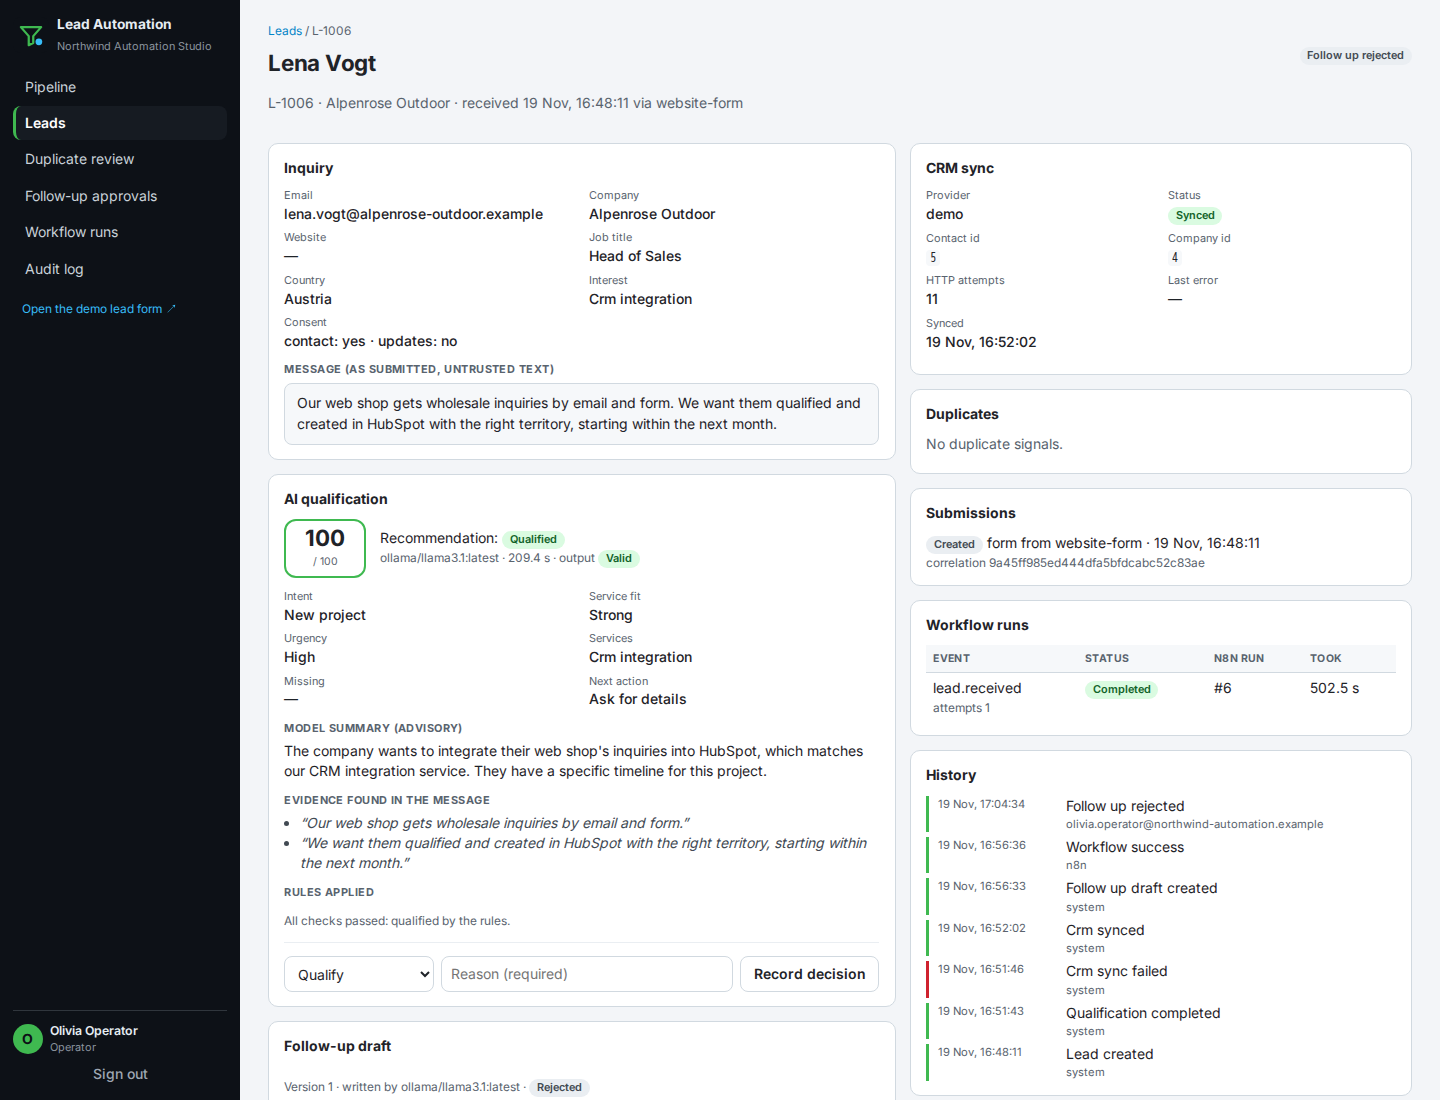 Lead Automation
Northwind Automation Studio
Pipeline
Leads
Duplicate review
Follow-up approvals
Workflow runs
Audit log
Open the demo lead form ↗
Olivia Operator
O
Operator
Sign out
Leads / L-1006
Lena Vogt
Follow up rejected
L-1006 · Alpenrose Outdoor · received 19 Nov, 16:48:11 via website-form
Inquiry
Email
Company
lena.vogt@alpenrose-outdoor.example
Alpenrose Outdoor
Website
Job title
—
Head of Sales
Country
Interest
Austria
Crm integration
Consent
contact: yes · updates: no
MESSAGE (AS SUBMITTED, UNTRUSTED TEXT)
Our web shop gets wholesale inquiries by email and form. We want them qualified and
created in HubSpot with the right territory, starting within the next month.
AI qualification
100
/ 100
Recommendation: Qualified
ollama/llama3.1:latest · 209.4 s · output Valid
Intent
Service fit
New project
Strong
Urgency
Services
High
Crm integration
Missing
Next action
—
Ask for details
MODEL SUMMARY (ADVISORY)
The company wants to integrate their web shop's inquiries into HubSpot, which matches
our CRM integration service. They have a specific timeline for this project.
EVIDENCE FOUND IN THE MESSAGE
• “Our web shop gets wholesale inquiries by email and form.”
• “We want them qualified and created in HubSpot with the right territory, starting within
the next month.”
RULES APPLIED
All checks passed: qualified by the rules.
Qualify
Reason (required)
Record decision
Follow-up draft
Version 1 · written by ollama/llama3.1:latest · Rejected
CRM sync
Provider
Status
demo
Synced
Contact id
Company id
5
4
HTTP attempts
Last error
11
—
Synced
19 Nov, 16:52:02
Duplicates
No duplicate signals.
Submissions
Created form from website-form · 19 Nov, 16:48:11
correlation 9a45ff985ed444dfa5bfdcabc52c83ae
Workflow runs
EVENT STATUS N8N RUN TOOK
lead.received Completed #6 502.5 s
attempts 1
History
19 Nov, 17:04:34 Follow up rejected
olivia.operator@northwind-automation.example
19 Nov, 16:56:36 Workflow success
n8n
19 Nov, 16:56:33 Follow up draft created
system
19 Nov, 16:52:02 Crm synced
system
19 Nov, 16:51:46 Crm sync failed
system
19 Nov, 16:51:43 Qualification completed
system
19 Nov, 16:48:11 Lead created
system